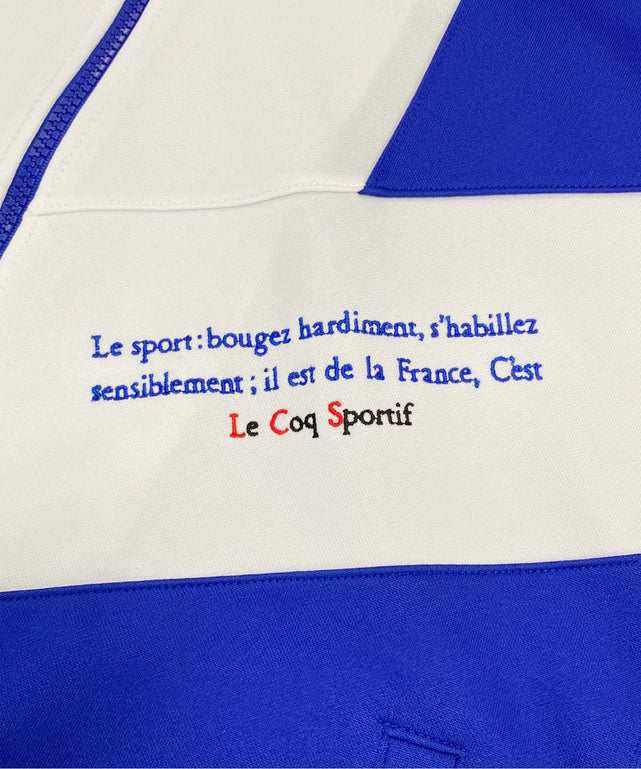 Le sport: bougez hardiment, s'habillez
sensiblement; il est de la France, C'est
Le Coq Sportif